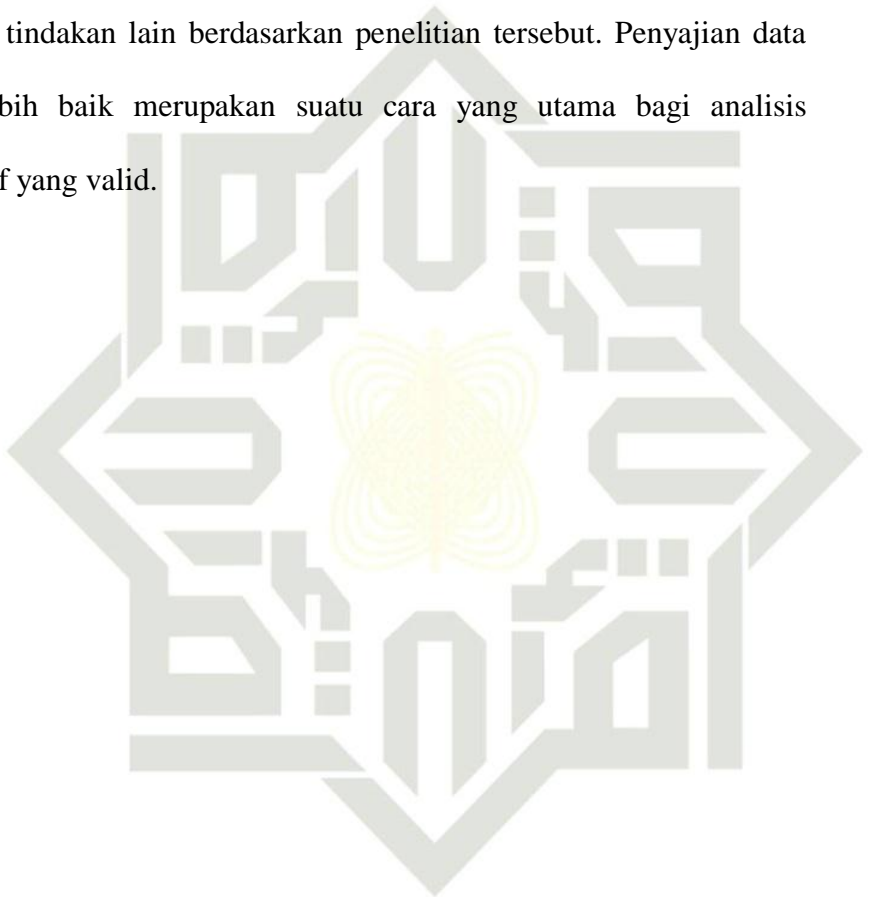 tindakan lain berdasarkan penelitian tersebut. Penyajian data
bih baik merupakan suatu cara yang utama bagi analisis
f yang valid.